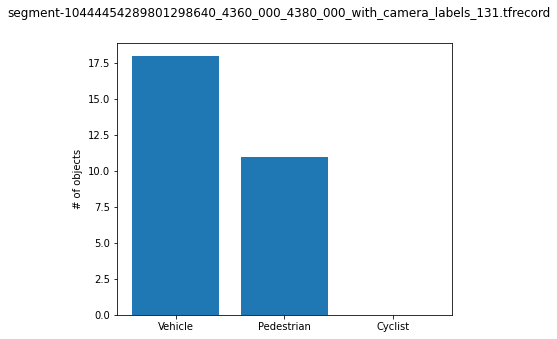 segment-10444454289801298640_4360_000_4380_000_with_camera_labels_131.tfrecord
17.5
15.0
12.5
10.0
7.5
5.0
2.5
0.0
# of objects
Vehicle Pedestrian Cyclist